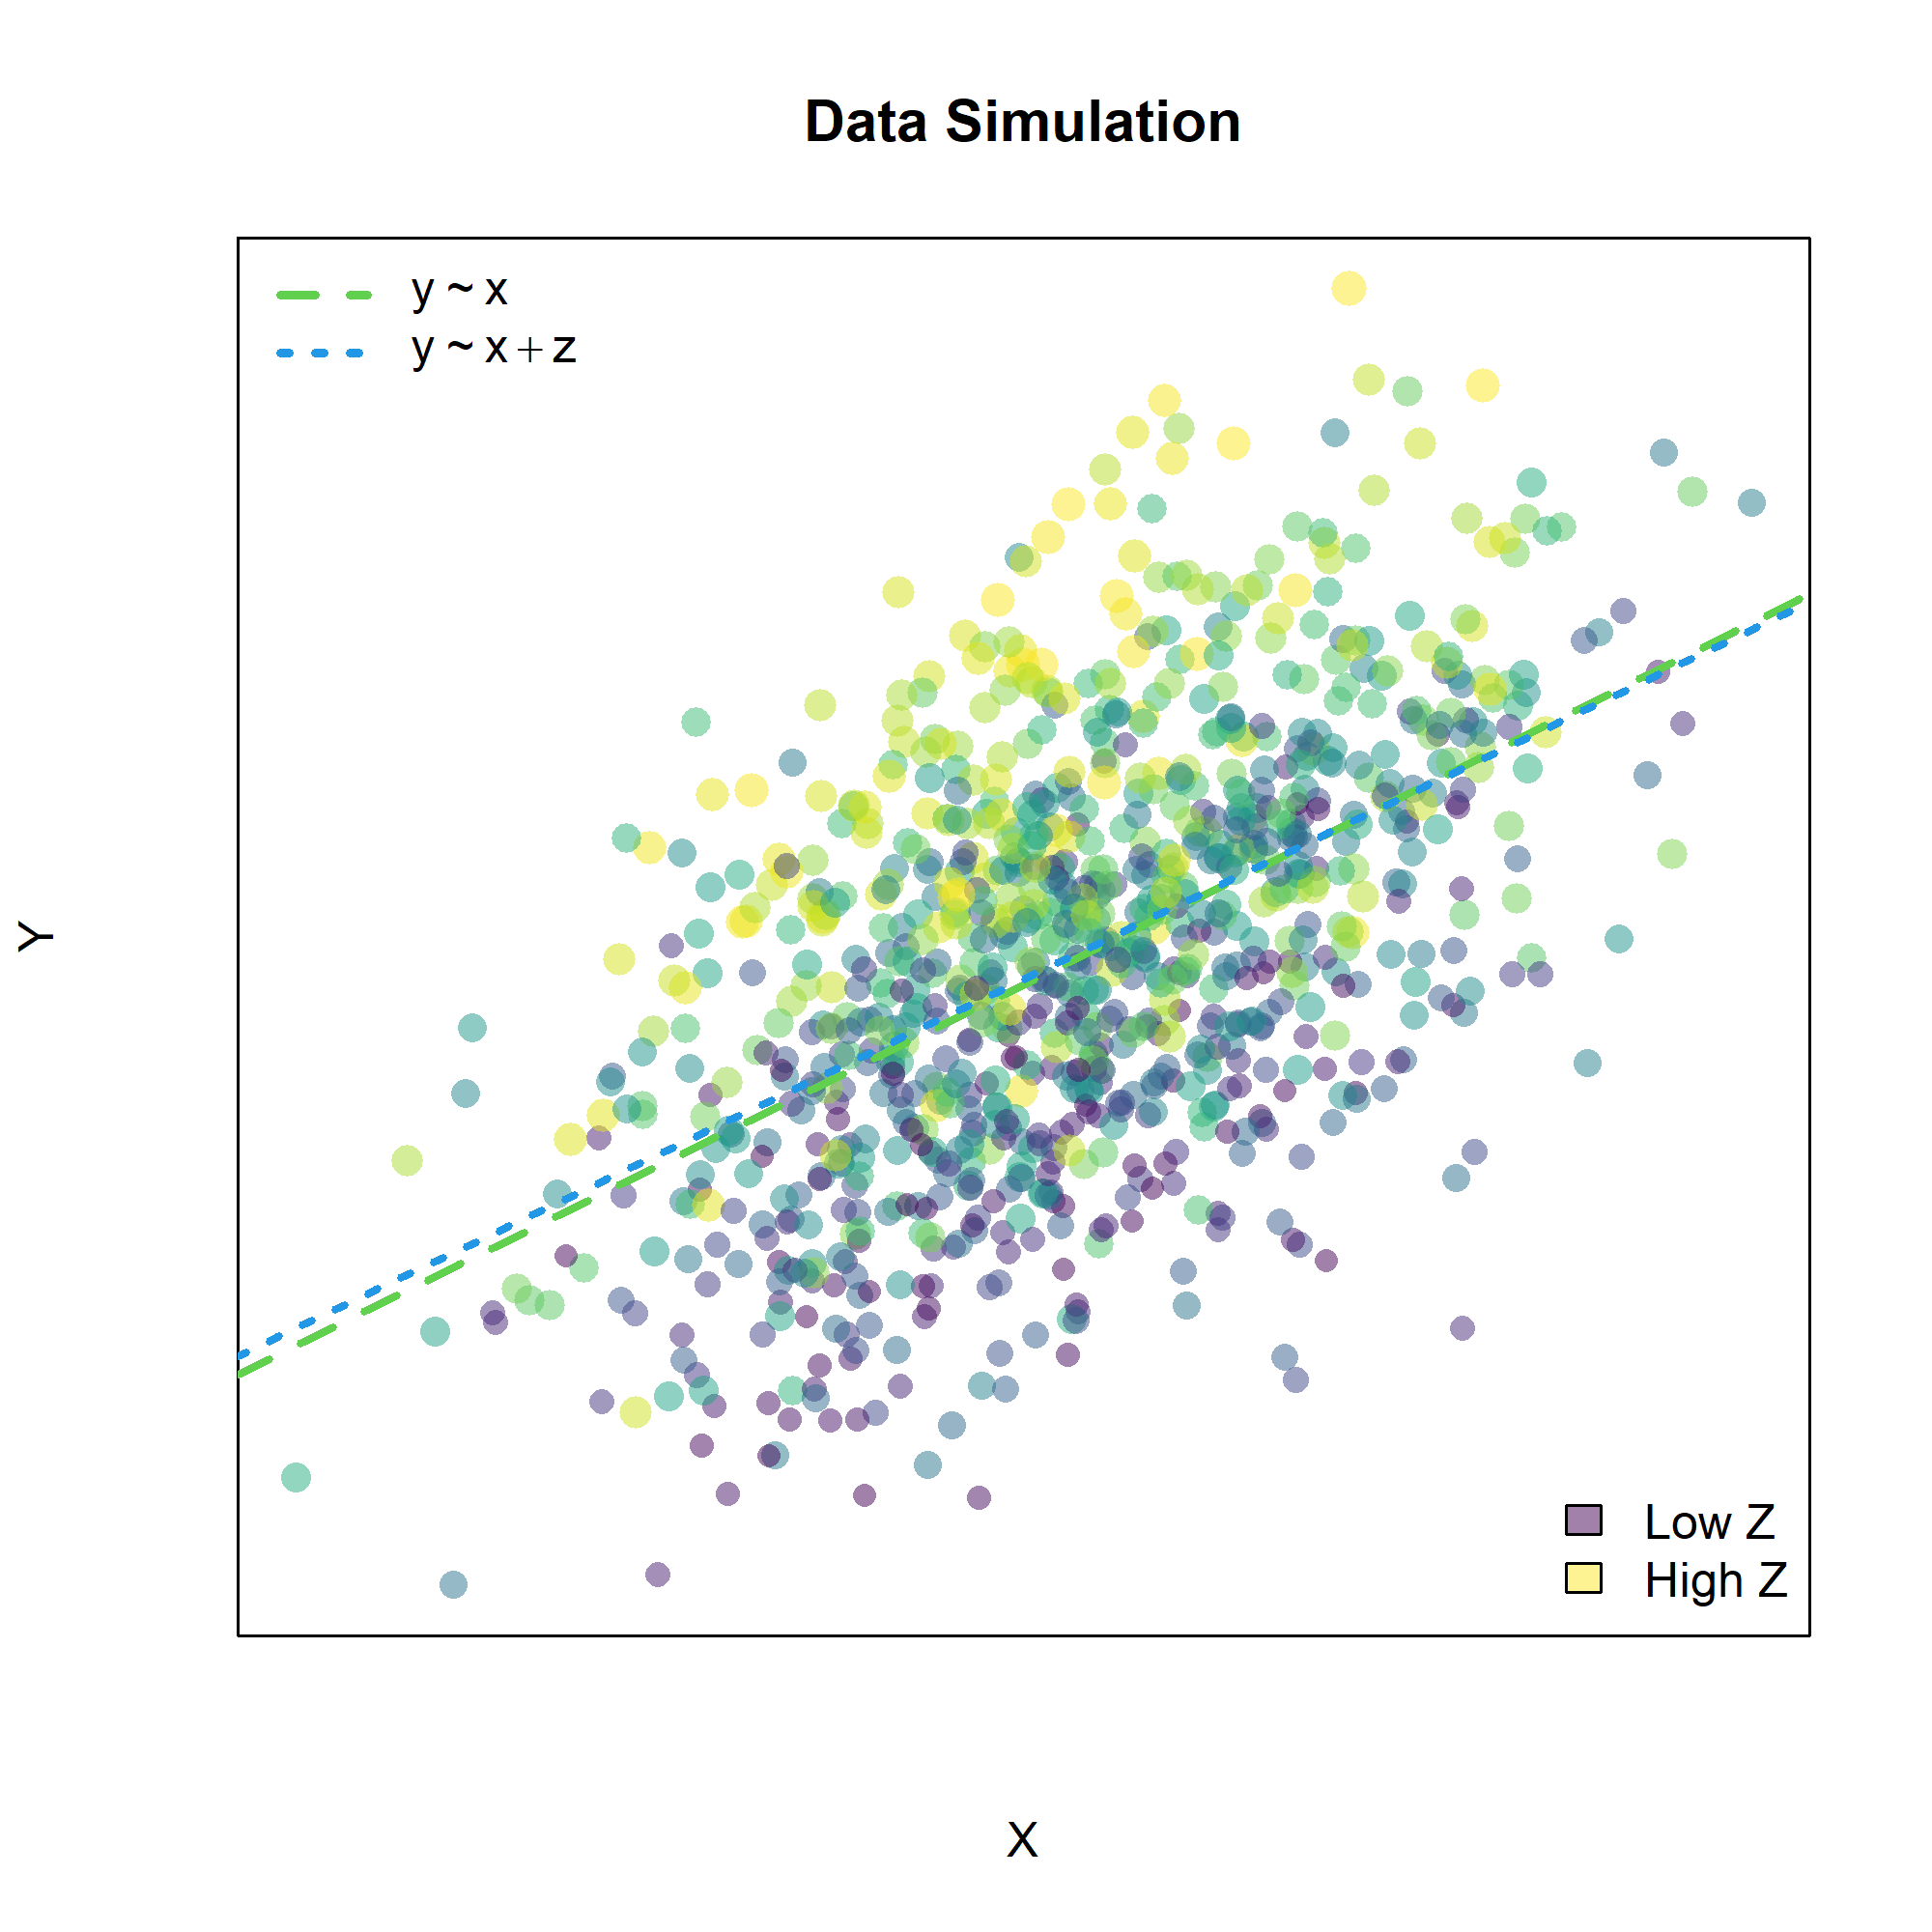 Data Simulation
y ~ x
y ~ x + z
Y
Low Z
High Z
X